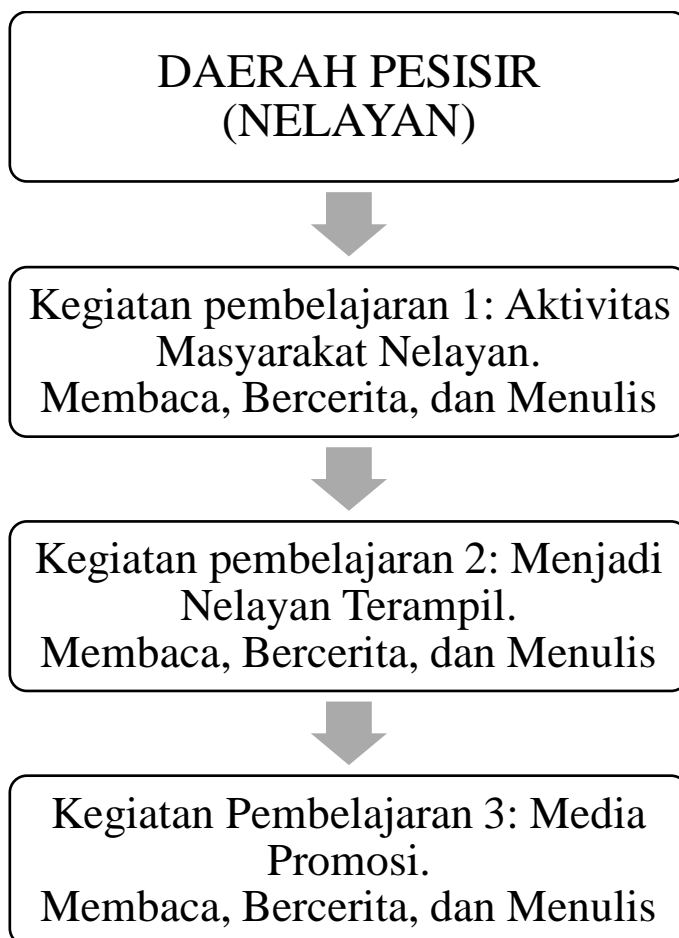 DAERAH PESISIR
(NELAYAN)
Kegiatan pembelajaran 1: Aktivitas
Masyarakat Nelayan.
Membaca, Bercerita, dan Menulis
Kegiatan pembelajaran 2: Menjadi
Nelayan Terampil.
Membaca, Bercerita, dan Menulis
Kegiatan Pembelajaran 3: Media
Promosi.
Membaca, Bercerita, dan Menulis